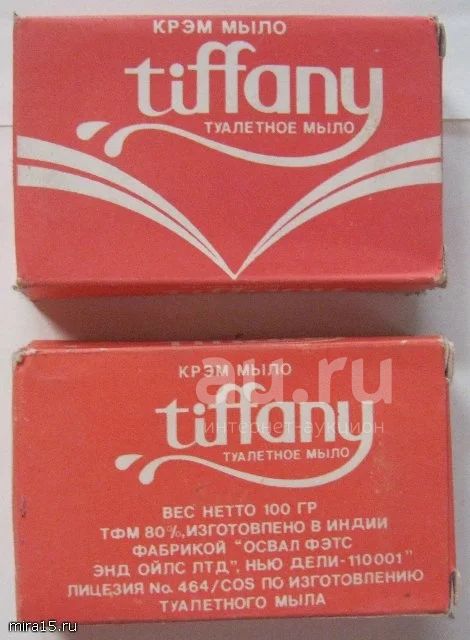 КРЭМ МЫЛО
tiffany
ТУАЛЕТНОЕ МЫЛО
КРЭМ МЫЛО
au.ru
tiffany
интернет-аукцион
ТУАЛЕТНОЕ МЫЛО
ВЕС НЕТТО 100 ГР
ТФМ 80%, ИЗГОТОВПЕНО В ИНДИИ
ФАБРИКОЙ "ОСВАЛ ФЭТС
ЭНД ОЙЛС ЛТД", НЬЮ ДЕЛИ-110001"
ЛИЦЕЗИЯ No. 464/COS ПО ИЗГОТОВЛЕНИЮ
ТУАЛЕТНОГО МЫЛА
mira15.ru